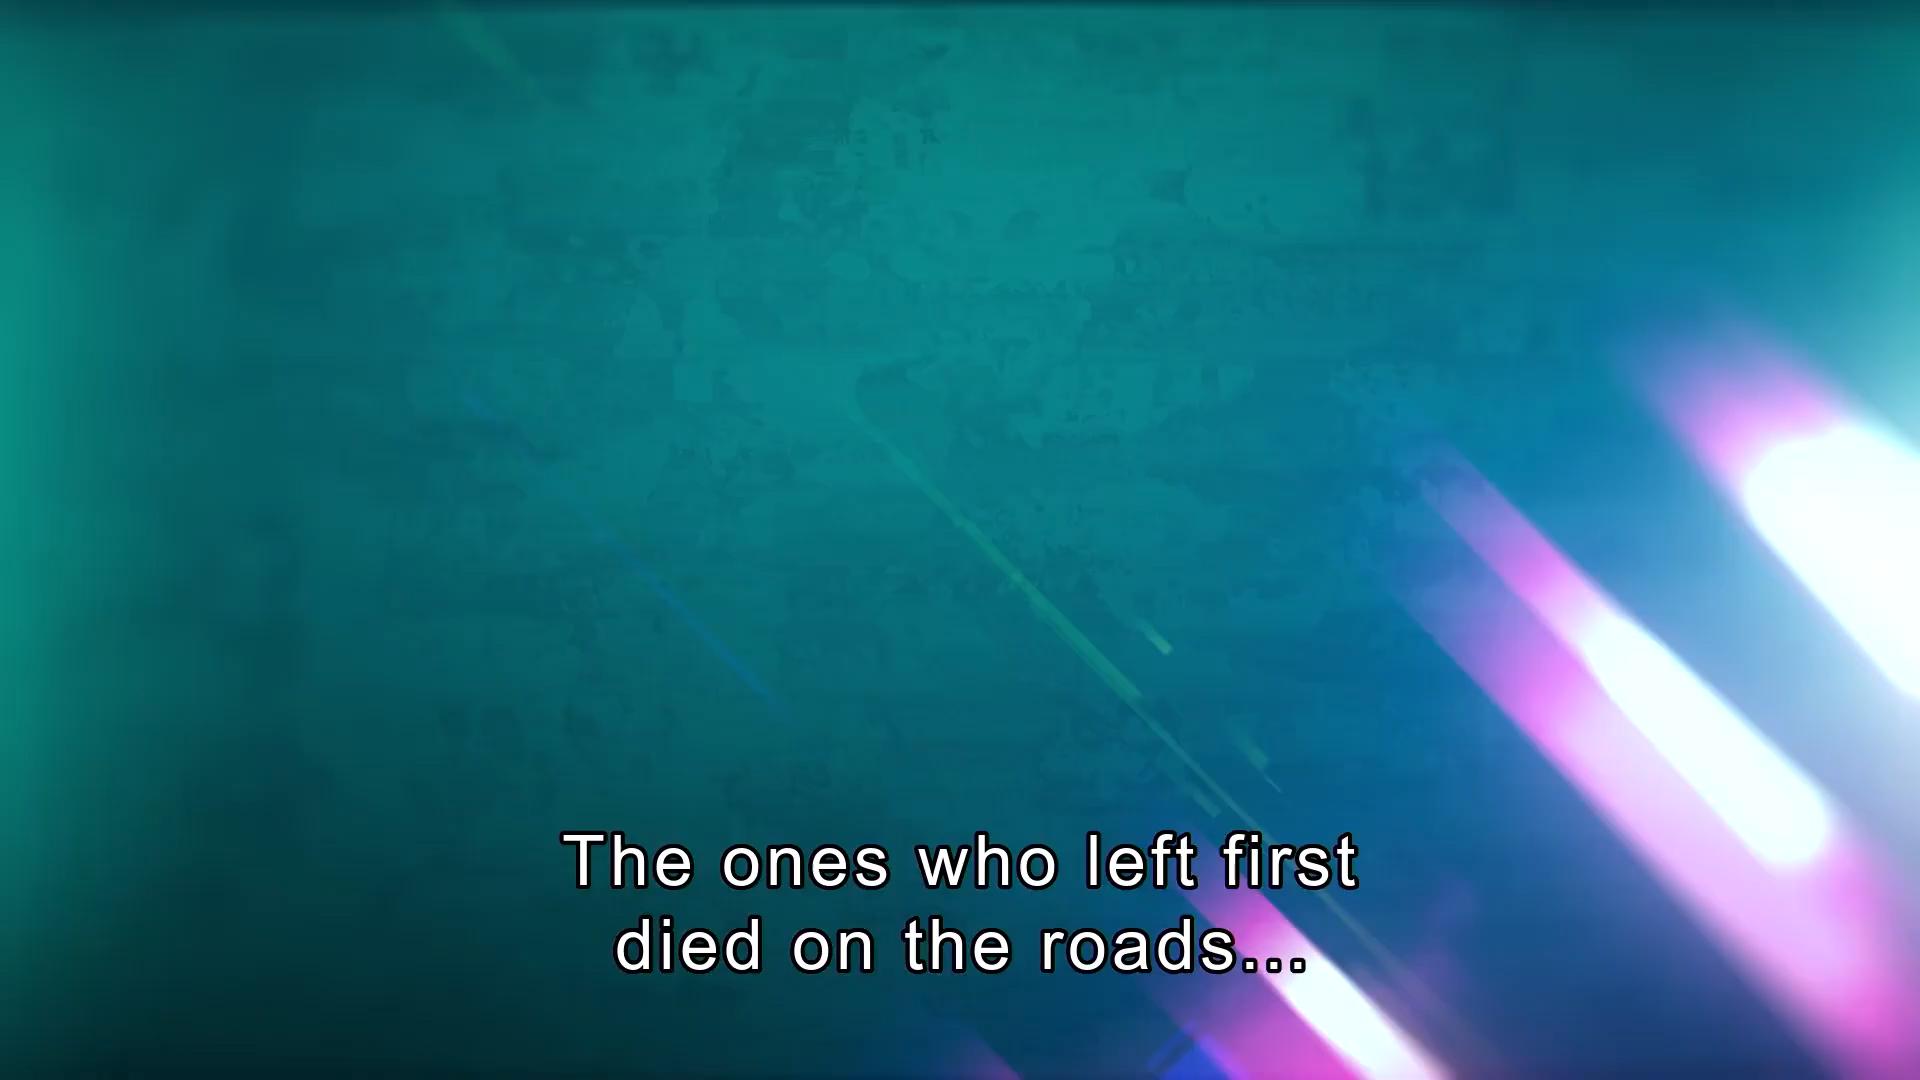 The ones who left first
died on the roads...